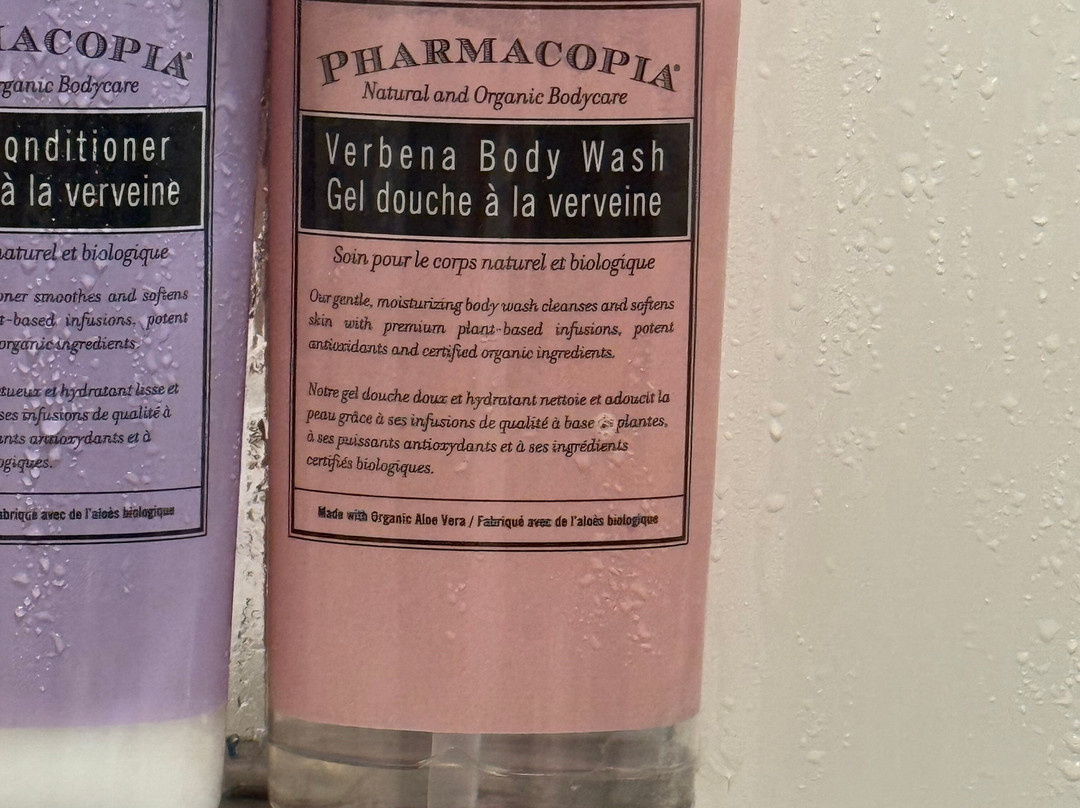 ACOPIA
rganic Bodycare
onditioner
à la verveine
naturel et biologique
oner smoothes and softens
t-based infusions, potent
organic ingredients.
tueux et hydratant lisse et
ses infusions de qualité à
ants antioxydants et à
ogiques.
abriqué avec de l'aloès biologique
PHARMACOPIA®
Natural and Organic Bodycare
Verbena Body Wash
Gel douche à la verveine
Soin pour le corps naturel et biologique
Our gentle, moisturizing body wash cleanses and softens
skin with premium plant-based infusions, potent
antioxidants and certified organic ingredients.
Notre gel douche doux et hydratant nettoie et adoucit la
peau grâce à ses infusions de qualité à base de plantes,
à ses puissants antioxydants et à ses ingrédients
certifiés biologiques.
Made with Organic Aloe Vera / Fabriqué avec de l'aloès biologique